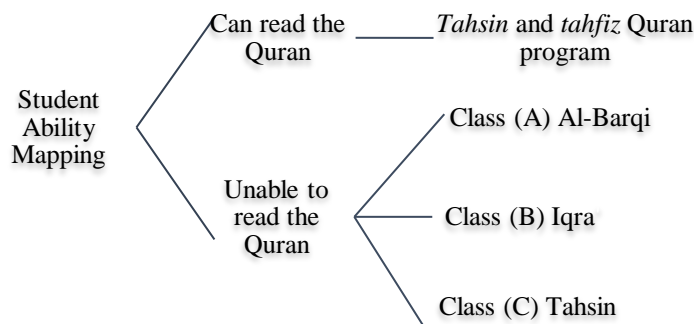 Student
Ability
Mapping
Can read the
Quran
Tahsin and tahfiz Quran
program
Unable to
read the
Quran
Class (A) Al-Barqi
Class (B) Iqra'
Class (C) Tahsin